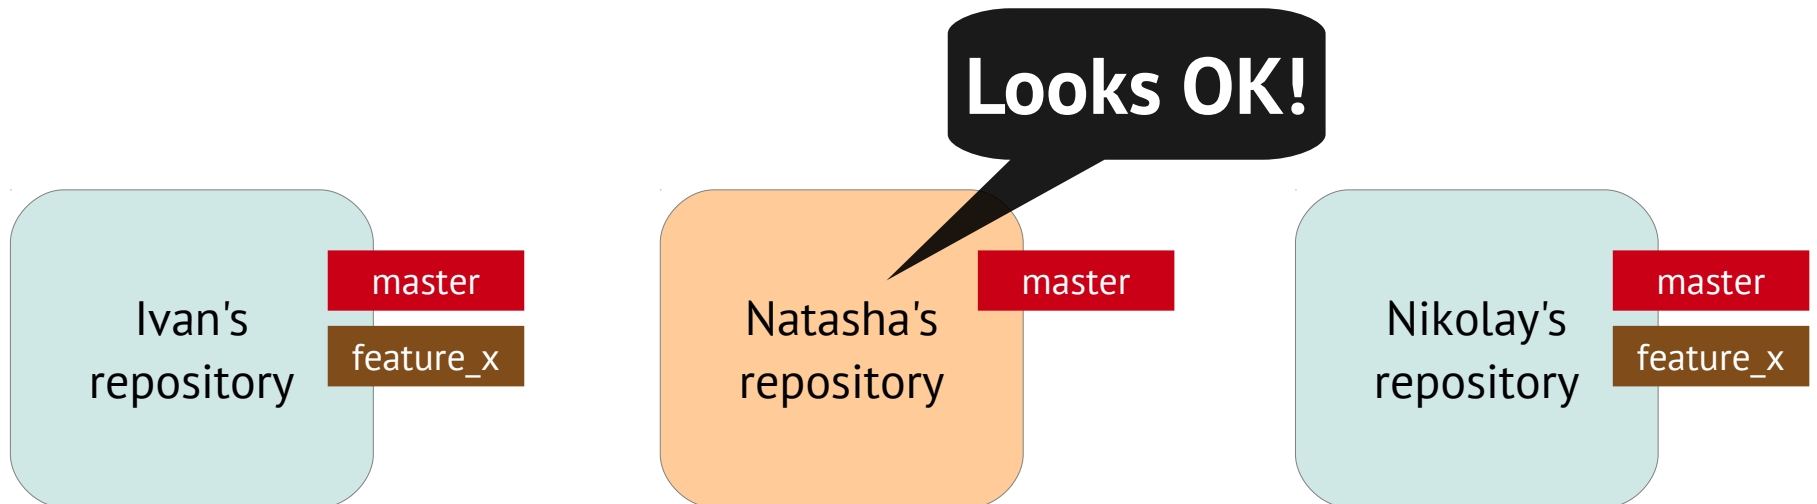 Looks OK!
Ivan's
repository
master
feature_x
Natasha's
repository
master
Nikolay's
repository
master
feature_x